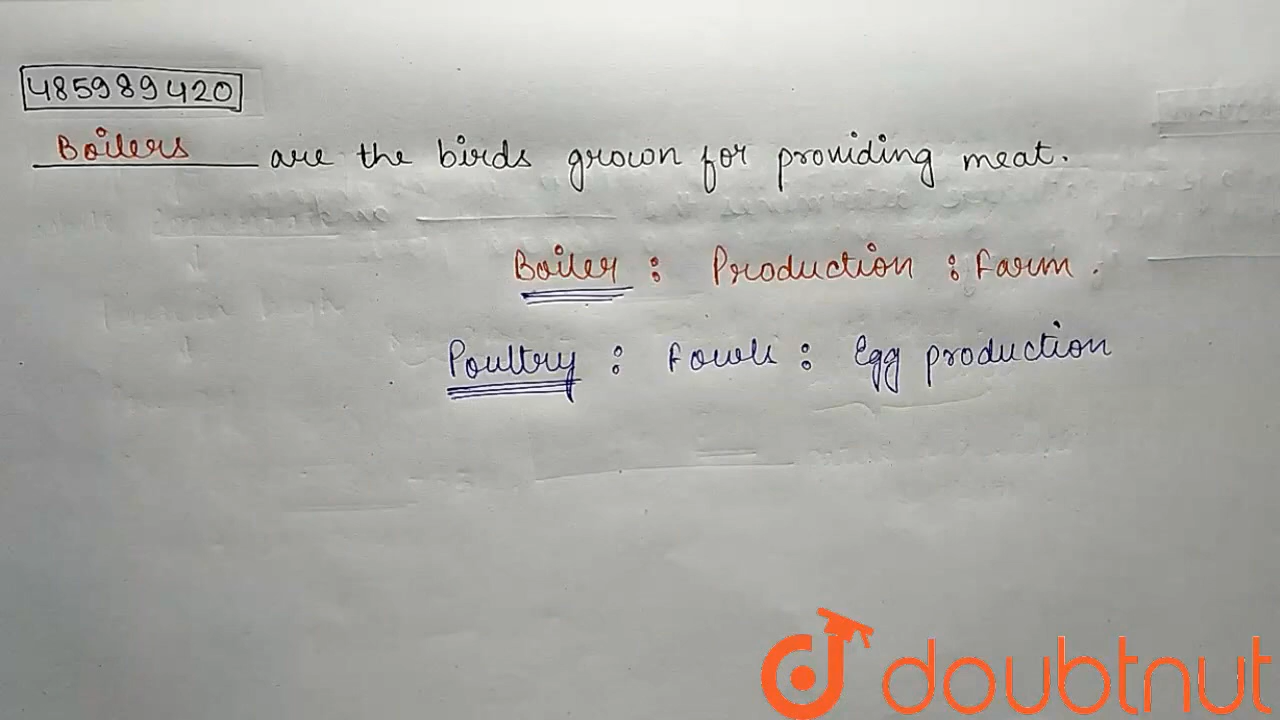 485989420
Boilers are the birds grown for providing meat.
Boiler : Production : Farm.
Poultry : Fowls : Egg production
doubtnut